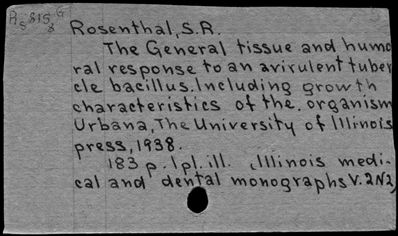 R5 815 8 G
Rosenthal, S.R.
The General tissue and humo
ral response to an avirulent tuber
cle bacillus. Including growth
characteristics of the organism
Urbana, The University of Illinois
press, 1938.
183 p. 1 pl. ill. (Illinois medi-
cal and dental monographs V. 2 N2)